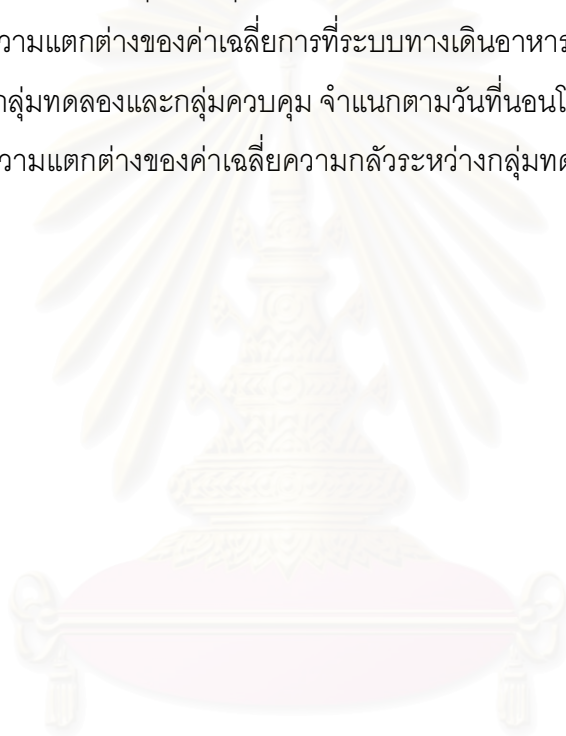 วามแตกต่างของค่าเฉลี่ยการที่ระบบทางเดินอาหาร
ลุ่มทดลองและกลุ่มควบคุม จำแนกตามวันที่นอนโ
วามแตกต่างของค่าเฉลี่ยความกลัวระหว่างกลุ่มทด